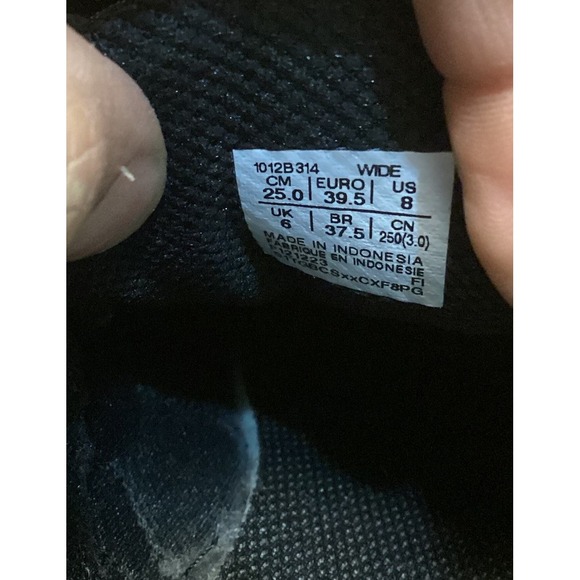 1012B314 WIDE
CM EURO US
25.0 39.5 8
UK BR CN
6 37.5 250(3.0)
MADE IN INDONESIA
FABRIQUE EN INDONESIE
FI